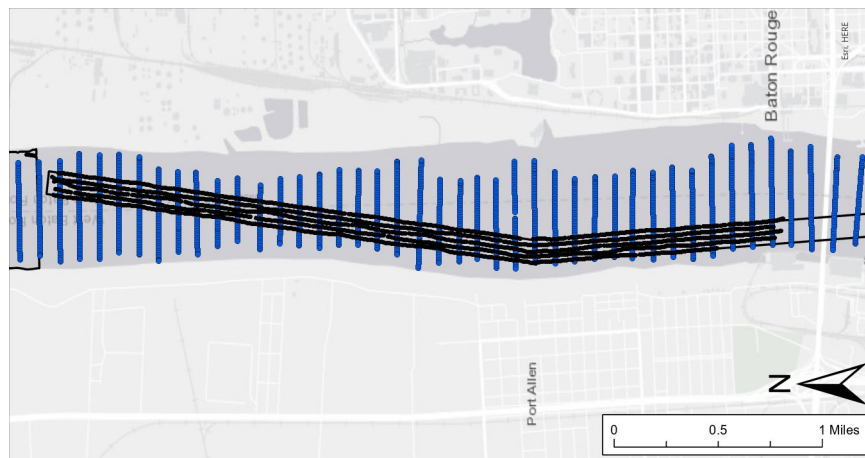 Esri, HERE
Baton Rouge
Port Allen
N
0 0.5 1 Miles